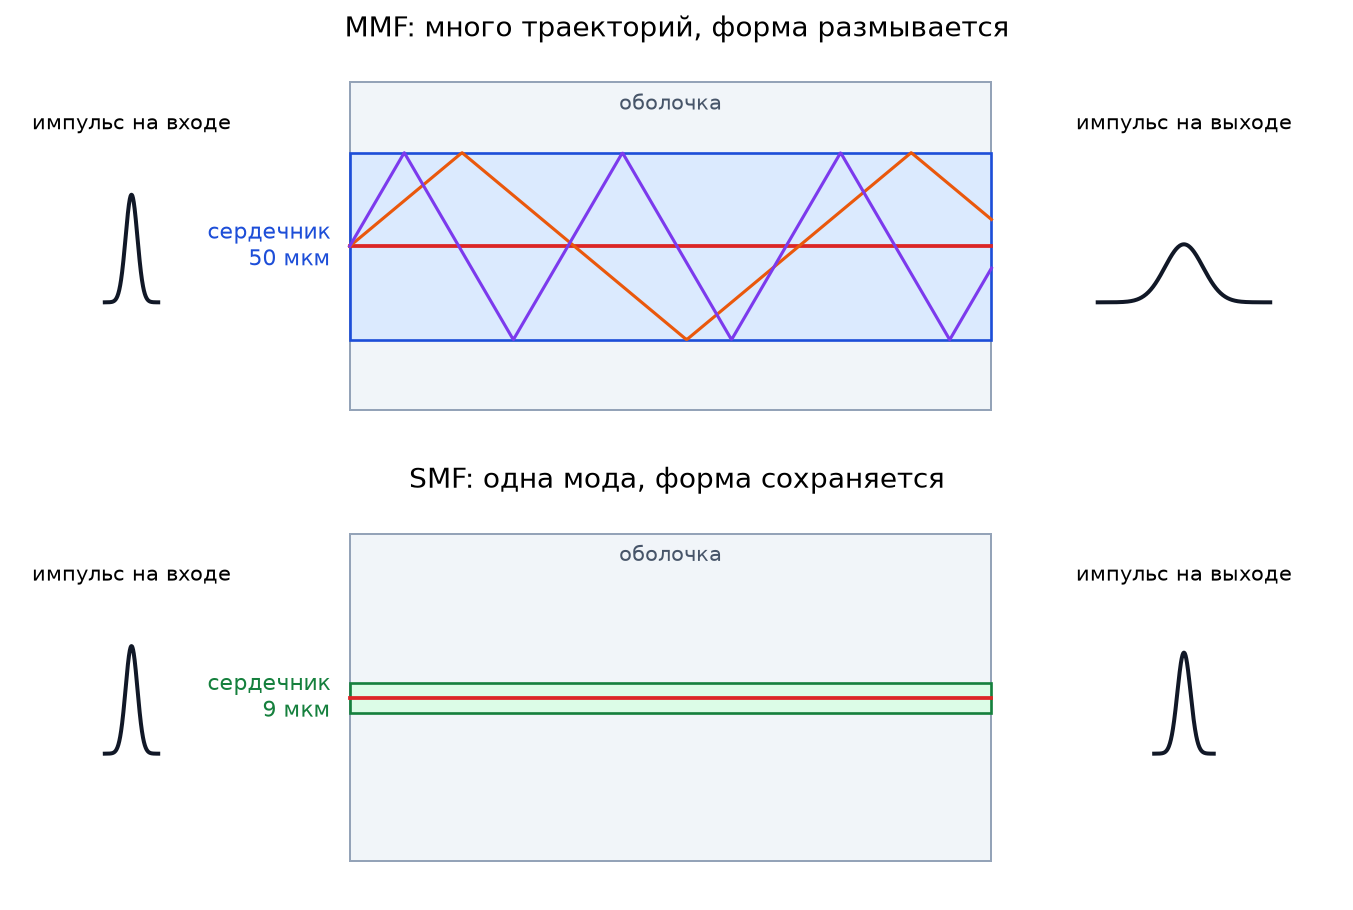 MMF: много траекторий, форма размывается
оболочка
импульс на входе
импульс на выходе
сердечник
50 мкм
SMF: одна мода, форма сохраняется
оболочка
импульс на входе
импульс на выходе
сердечник
9 мкм